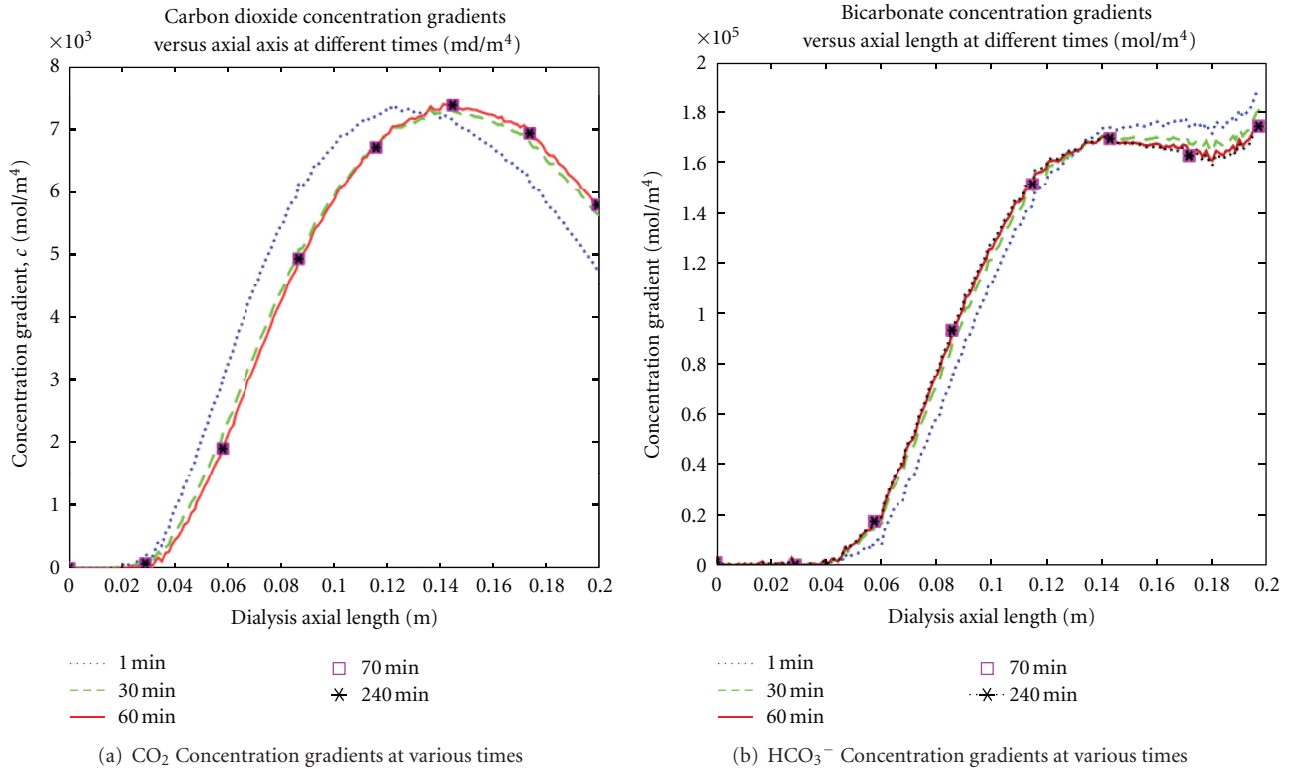 Carbon dioxide concentration gradients
versus axial axis at different times (md/m⁴)
×10³
8
7
6
5
4
3
2
1
0
Concentration gradient, c (mol/m⁴)
0 0.02 0.04 0.06 0.08 0.1 0.12 0.14 0.16 0.18 0.2
Dialysis axial length (m)
1 min
30 min
60 min
70 min
240 min
(a) CO₂ Concentration gradients at various times
Bicarbonate concentration gradients
versus axial length at different times (mol/m⁴)
×10⁵
2
1.8
1.6
1.4
1.2
1
0.8
0.6
0.4
0.2
0
Concentration gradient (mol/m⁴)
0 0.02 0.04 0.06 0.08 0.1 0.12 0.14 0.16 0.18 0.2
Dialysis axial length (m)
1 min
30 min
60 min
70 min
240 min
(b) HCO₃⁻ Concentration gradients at various times